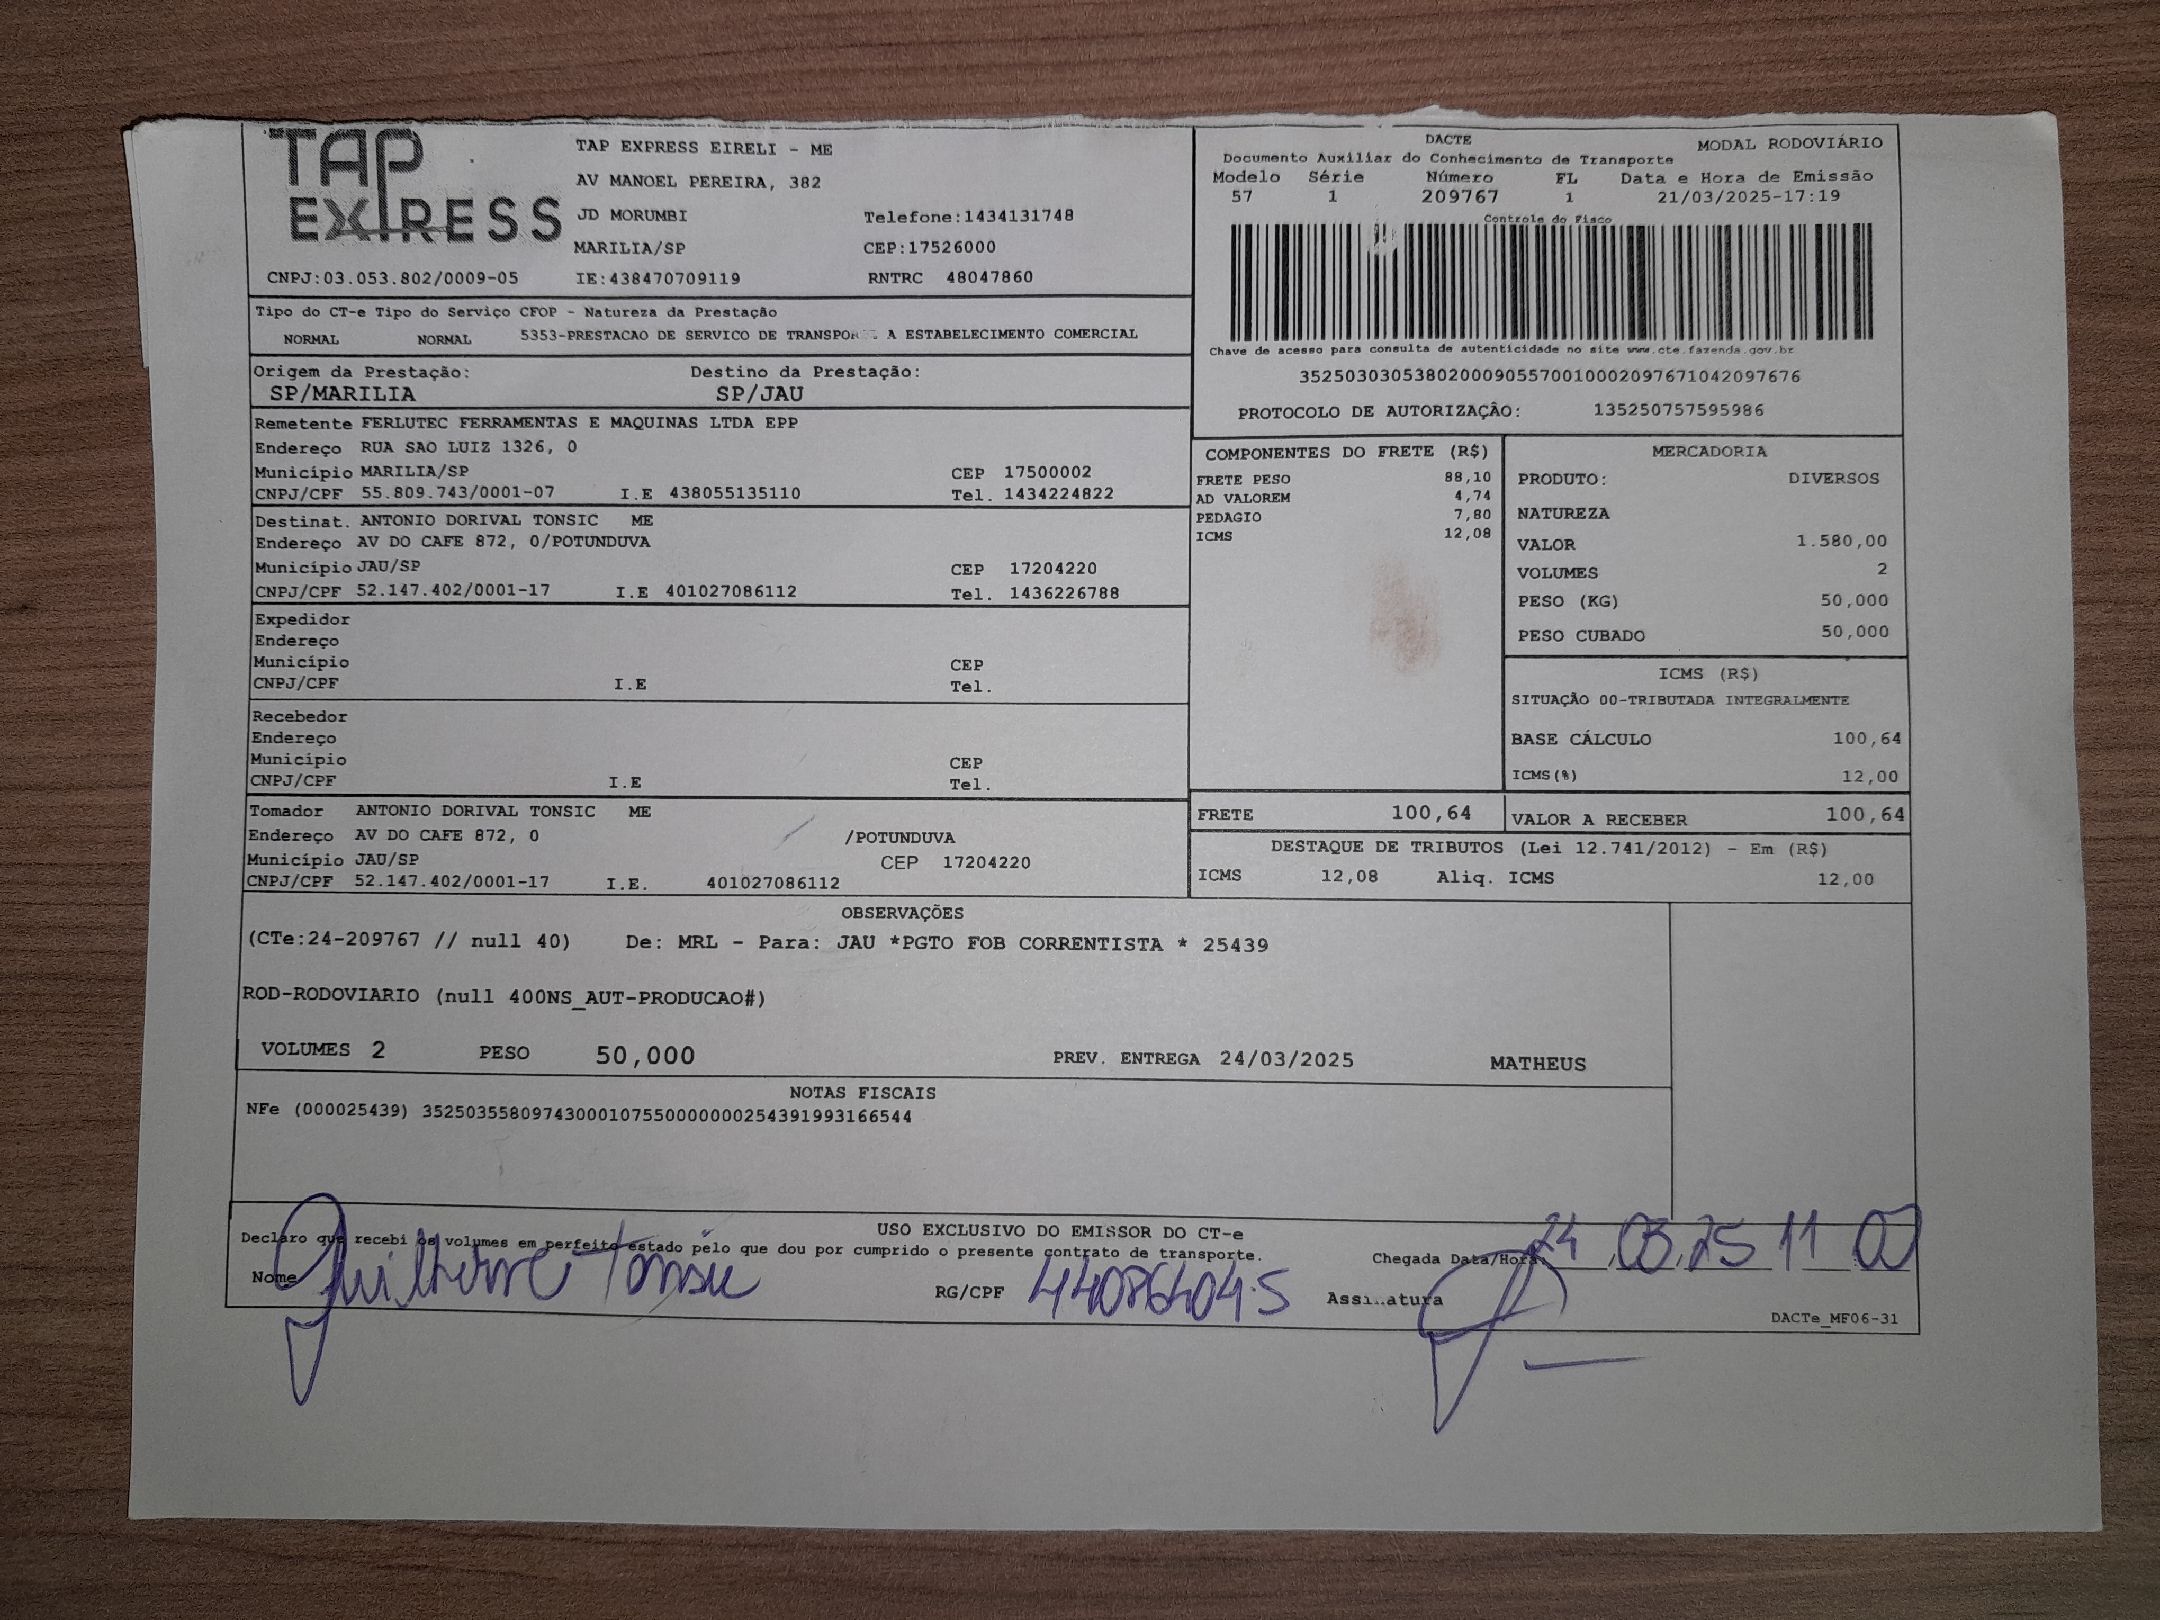 TAP EXPRESS
TAP EXPRESS EIRELI - ME
AV MANOEL PEREIRA, 382
JD MORUMBI Telefone:1434131748
MARILIA/SP CEP:17526000
CNPJ:03.053.802/0009-05 IE:438470709119 RNTRC 48047860
DACTE MODAL RODOVIÁRIO
Documento Auxiliar do Conhecimento de Transporte
Modelo Série Número FL Data e Hora de Emissão
57 1 209767 1 21/03/2025-17:19
Controle do Fisco
Chave de acesso para consulta de autenticidade no site www.cte.fazenda.gov.br
35250303053802000905570010002097671042097676
PROTOCOLO DE AUTORIZAÇÃO: 135250757595986
Tipo do CT-e Tipo do Serviço CFOP - Natureza da Prestação
NORMAL NORMAL 5353-PRESTACAO DE SERVICO DE TRANSPORTE A ESTABELECIMENTO COMERCIAL
Origem da Prestação: Destino da Prestação:
SP/MARILIA SP/JAU
Remetente FERLUTEC FERRAMENTAS E MAQUINAS LTDA EPP
Endereço RUA SAO LUIZ 1326, 0
Município MARILIA/SP CEP 17500002
CNPJ/CPF 55.809.743/0001-07 I.E 438055135110 Tel. 1434224822
Destinat. ANTONIO DORIVAL TONSIC ME
Endereço AV DO CAFE 872, 0/POTUNDUVA
Município JAU/SP CEP 17204220
CNPJ/CPF 52.147.402/0001-17 I.E 401027086112 Tel. 1436226788
Expedidor
Endereço
Município CEP
CNPJ/CPF I.E Tel.
Recebedor
Endereço
Município CEP
CNPJ/CPF I.E Tel.
Tomador ANTONIO DORIVAL TONSIC ME
Endereço AV DO CAFE 872, 0 /POTUNDUVA
Município JAU/SP CEP 17204220
CNPJ/CPF 52.147.402/0001-17 I.E. 401027086112
COMPONENTES DO FRETE (R$)
FRETE PESO 88,10
AD VALOREM 4,74
PEDAGIO 7,80
ICMS 12,08
MERCADORIA
PRODUTO: DIVERSOS
NATUREZA
VALOR 1.580,00
VOLUMES 2
PESO (KG) 50,000
PESO CUBADO 50,000
ICMS (R$)
SITUAÇÃO 00-TRIBUTADA INTEGRALMENTE
BASE CÁLCULO 100,64
ICMS(%) 12,00
FRETE 100,64 VALOR A RECEBER 100,64
DESTAQUE DE TRIBUTOS (Lei 12.741/2012) - Em (R$)
ICMS 12,08 Aliq. ICMS 12,00
OBSERVAÇÕES
(CTe:24-209767 // null 40) De: MRL - Para: JAU *PGTO FOB CORRENTISTA * 25439
ROD-RODOVIARIO (null 400NS_AUT-PRODUCAO#)
VOLUMES 2 PESO 50,000 PREV. ENTREGA 24/03/2025 MATHEUS
NOTAS FISCAIS
NFe (000025439) 35250355809743000107550000000254391993166544
USO EXCLUSIVO DO EMISSOR DO CT-e
Declaro que recebi os volumes em perfeito estado pelo que dou por cumprido o presente contrato de transporte.
Chegada Data/Hora 24 03 25 11 00
Nome Guilherme Tonsic RG/CPF 44086404-5 Assinatura
DACTe_MF06-31